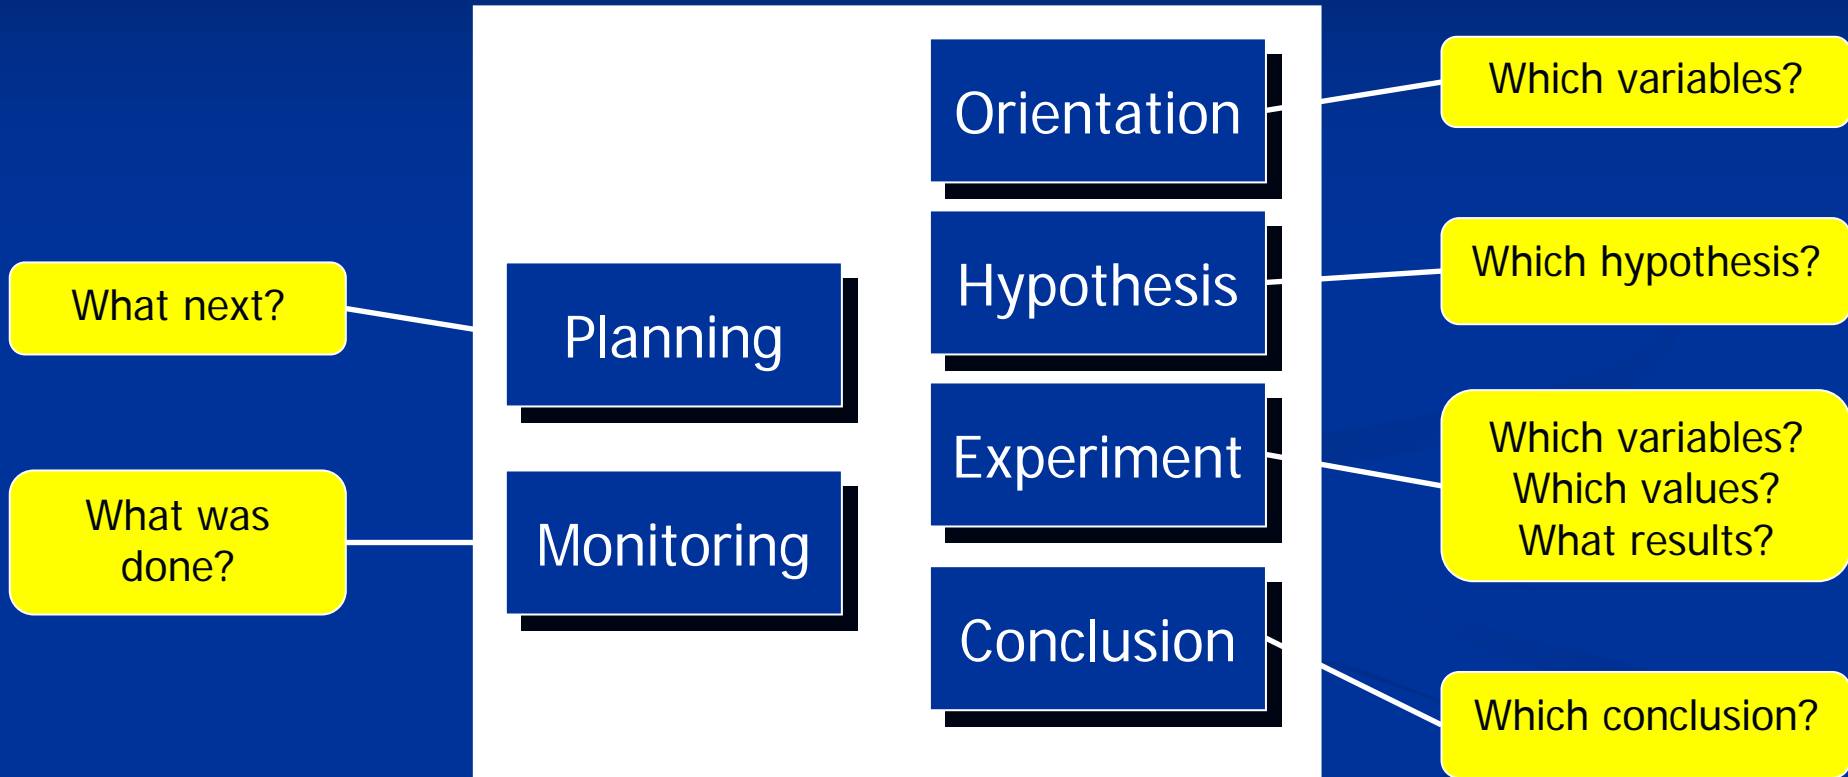 What next?
What was
done?
Planning
Monitoring
Orientation
Hypothesis
Experiment
Conclusion
Which variables?
Which hypothesis?
Which variables?
Which values?
What results?
Which conclusion?